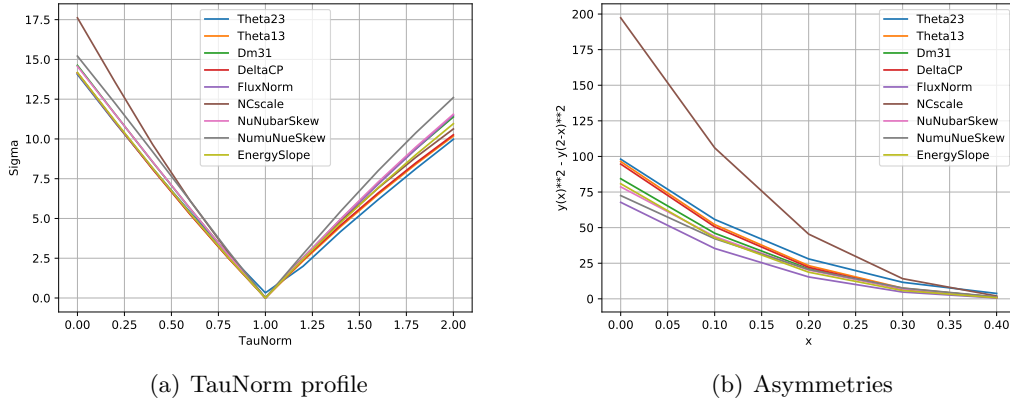 17.5
15.0
12.5
10.0
7.5
5.0
2.5
0.0
Sigma
0.00 0.25 0.50 0.75 1.00 1.25 1.50 1.75 2.00
TauNorm
Theta23
Theta13
Dm31
DeltaCP
FluxNorm
NCscale
NuNubarSkew
NumuNueSkew
EnergySlope
(a) TauNorm profile
200
175
150
125
100
75
50
25
0
y(x)**2 - y(2-x)**2
0.00 0.05 0.10 0.15 0.20 0.25 0.30 0.35 0.40
x
Theta23
Theta13
Dm31
DeltaCP
FluxNorm
NCscale
NuNubarSkew
NumuNueSkew
EnergySlope
(b) Asymmetries